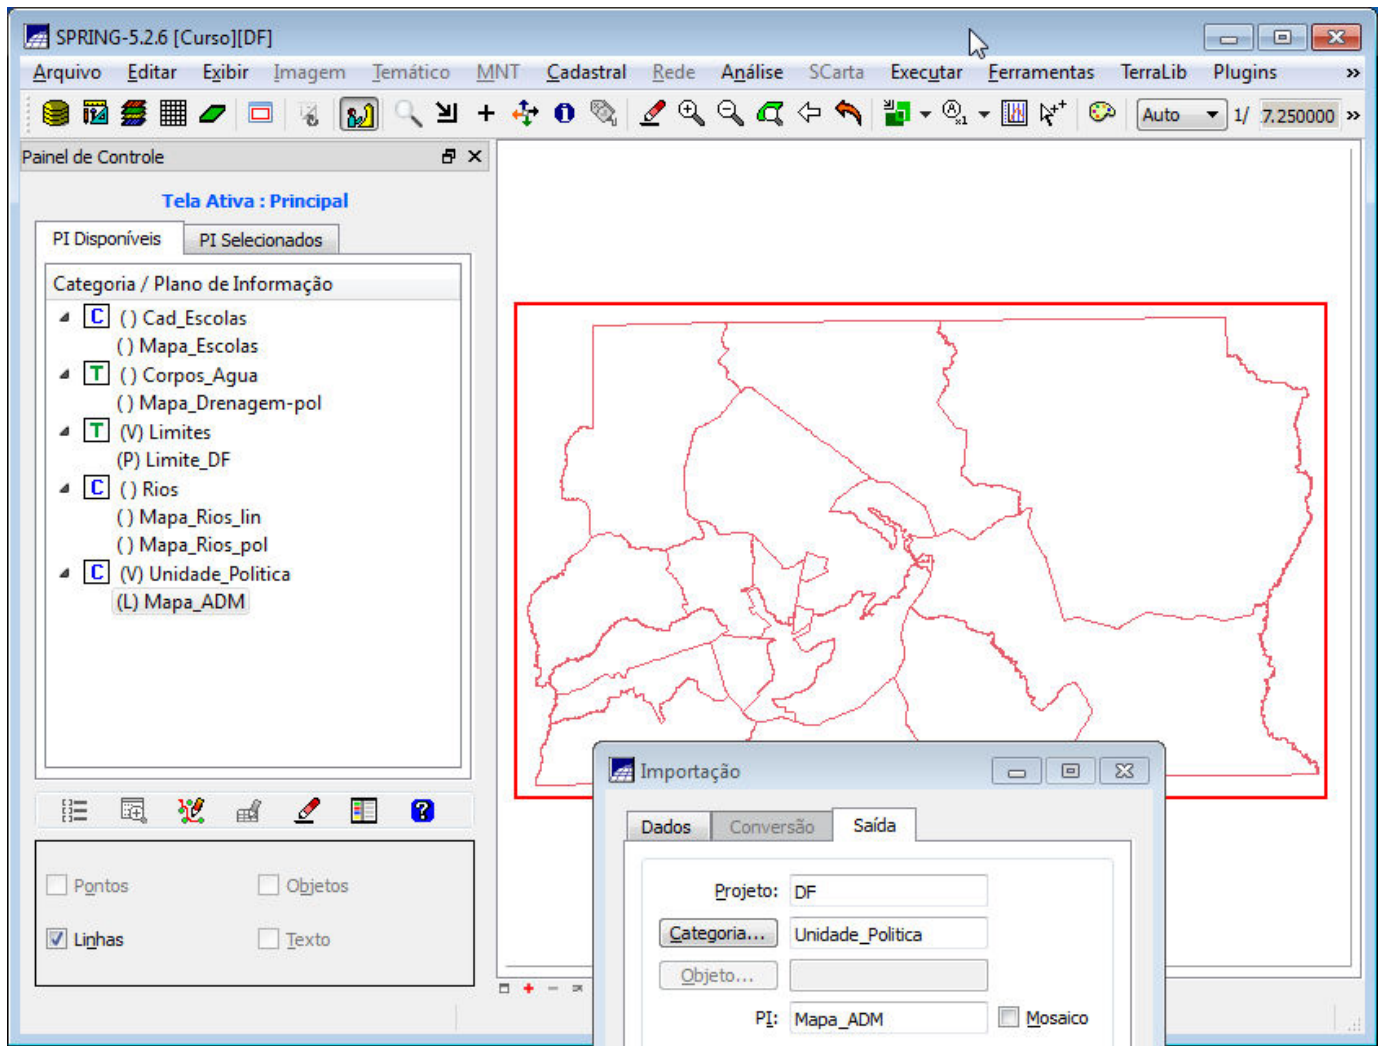 SPRING-5.2.6 [Curso][DF]
Arquivo Editar Exibir Imagem Temático MNT Cadastral Rede Análise SCarta Executar Ferramentas TerraLib Plugins »
Auto 1/ 7.250000 »
Painel de Controle
Tela Ativa : Principal
PI Disponíveis PI Selecionados
Categoria / Plano de Informação
C ( ) Cad_Escolas
( ) Mapa_Escolas
T ( ) Corpos_Agua
( ) Mapa_Drenagem-pol
T (V) Limites
(P) Limite_DF
C ( ) Rios
( ) Mapa_Rios_lin
( ) Mapa_Rios_pol
C (V) Unidade_Politica
(L) Mapa_ADM
Pontos Objetos
Linhas Texto
Importação
Dados Conversão Saída
Projeto: DF
Categoria... Unidade_Politica
Objeto...
PI: Mapa_ADM Mosaico